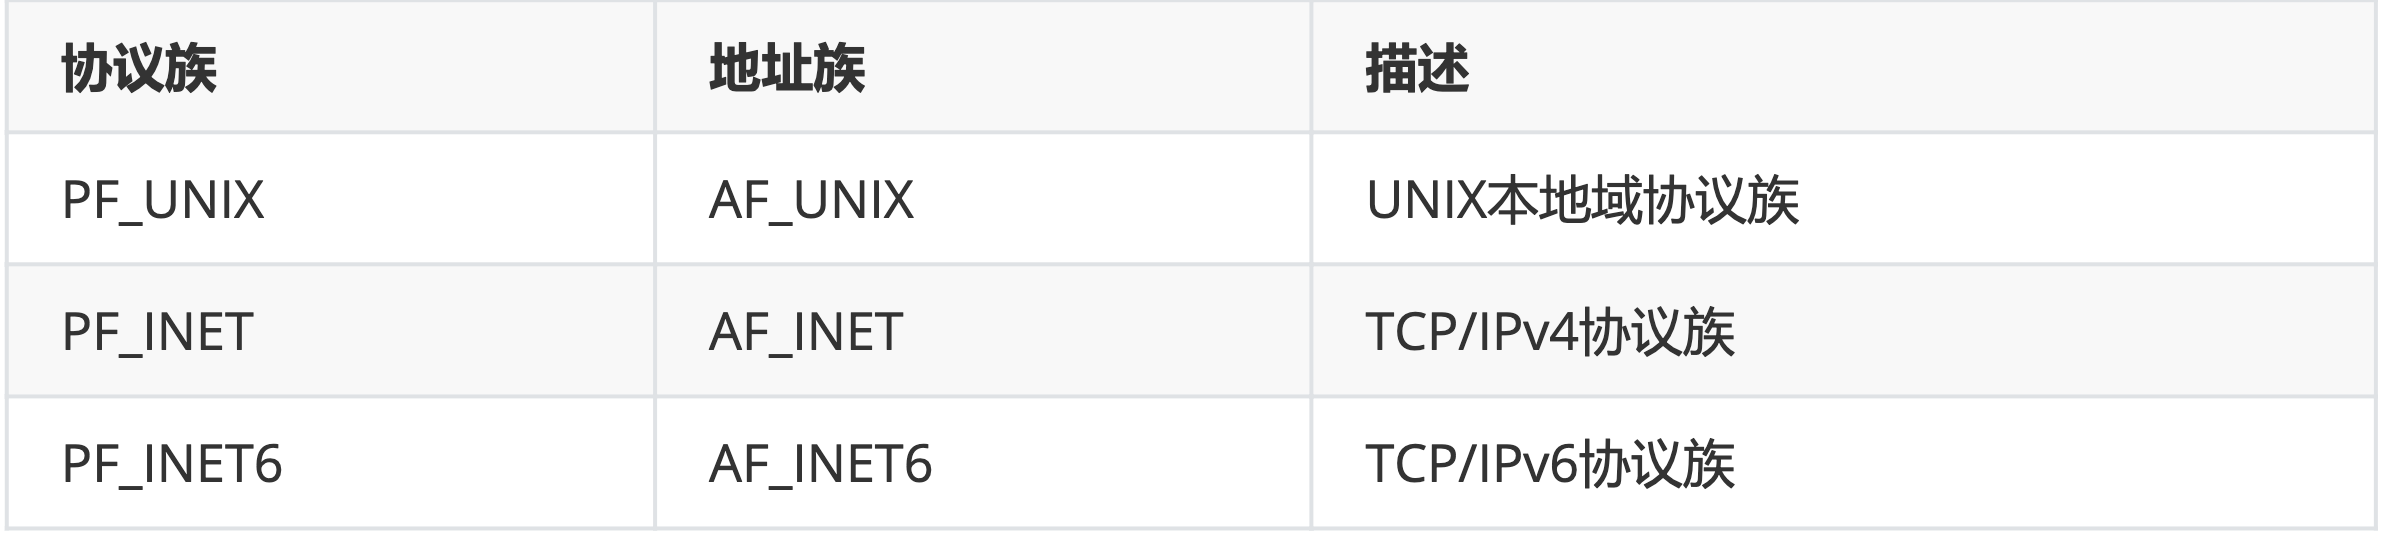 协议族 地址族 描述
PF_UNIX AF_UNIX UNIX本地域协议族
PF_INET AF_INET TCP/IPv4协议族
PF_INET6 AF_INET6 TCP/IPv6协议族